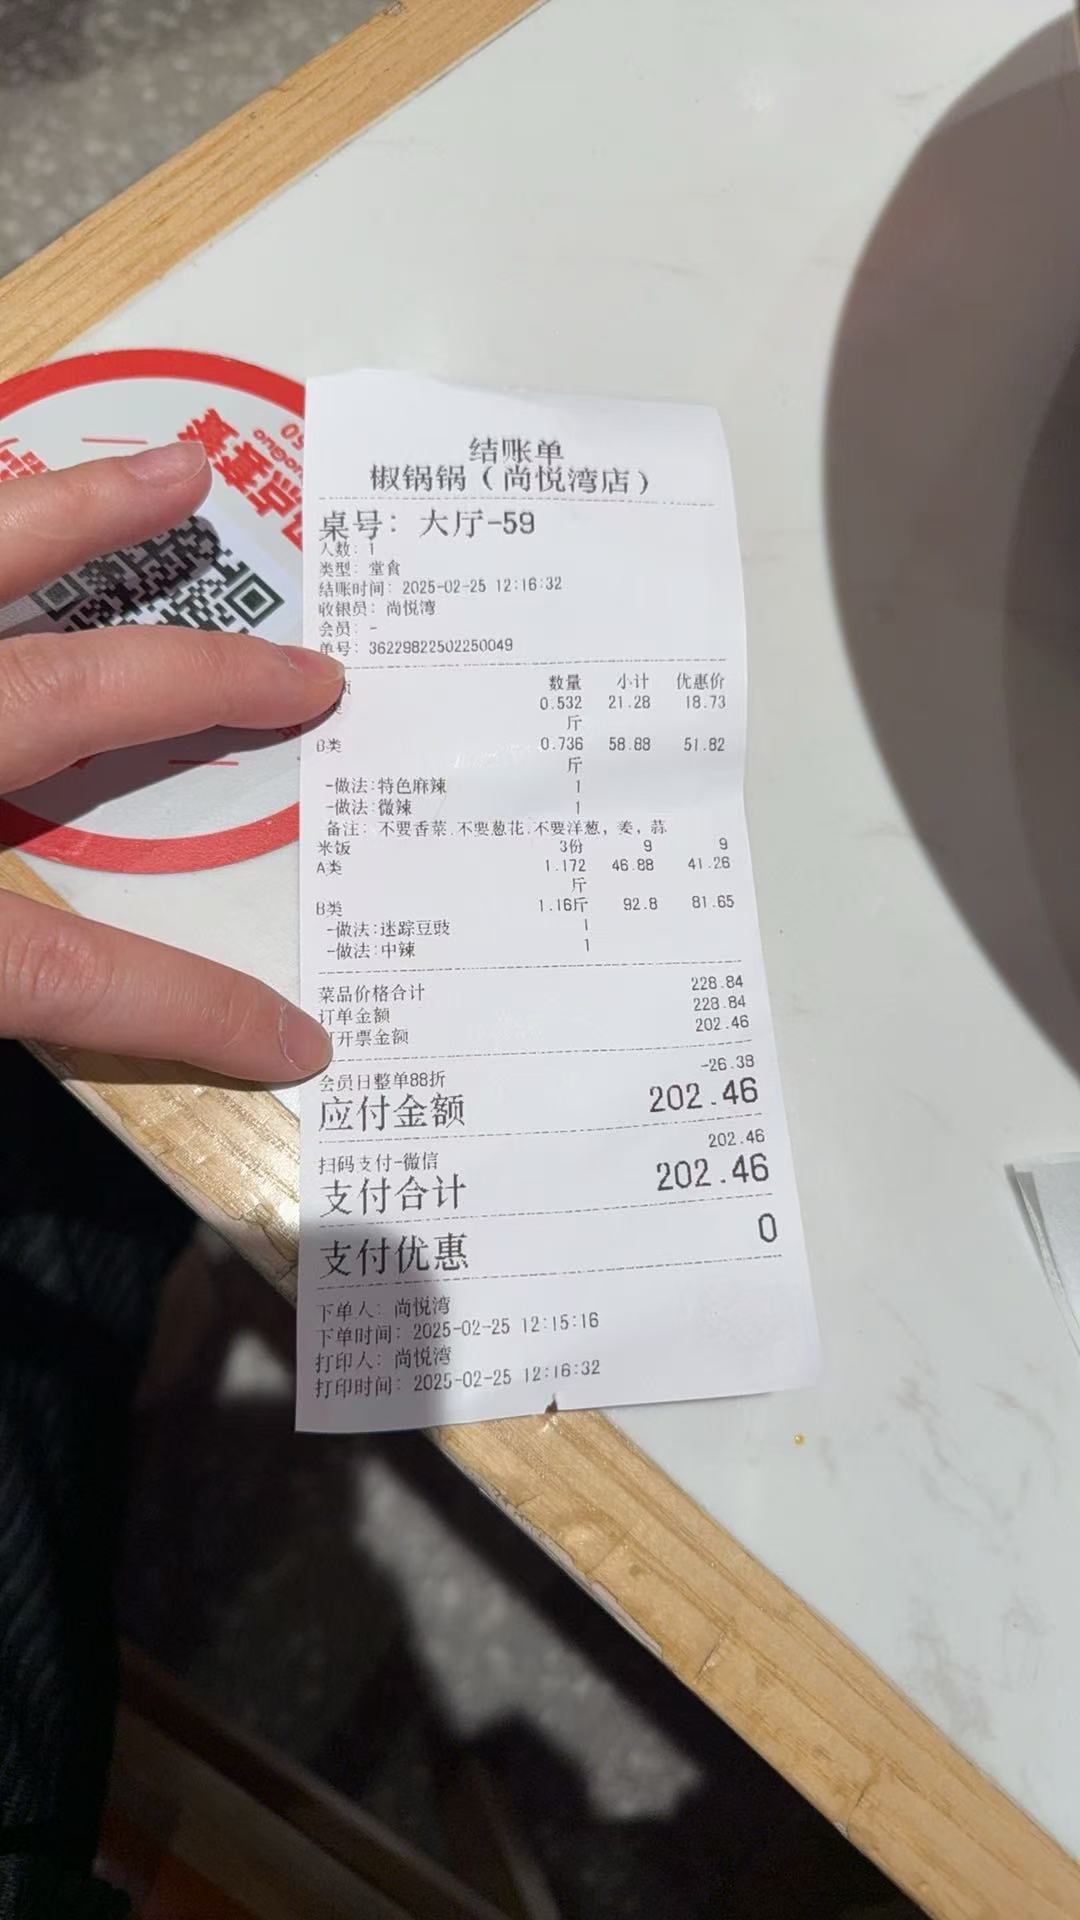 结账单
椒锅锅（尚悦湾店）
桌号: 大厅-59
人数: 1
类型: 堂食
结账时间: 2025-02-25 12:16:32
收银员: 尚悦湾
会员: -
单号: 36229822502250049
数量 小计 优惠价
类 0.532 21.28 18.73
斤
B类 0.736 58.88 51.82
斤
-做法:特色麻辣 1
-做法:微辣 1
备注: 不要香菜.不要葱花.不要洋葱, 姜, 蒜
米饭 3份 9 9
A类 1.172 46.88 41.26
斤
B类 1.16斤 92.8 81.65
-做法:迷踪豆豉 1
-做法:中辣 1
菜品价格合计 228.84
订单金额 228.84
开票金额 202.46
会员日整单88折 -26.38
应付金额 202.46
扫码支付-微信 202.46
支付合计 202.46
支付优惠 0
下单人: 尚悦湾
下单时间: 2025-02-25 12:15:16
打印人: 尚悦湾
打印时间: 2025-02-25 12:16:32